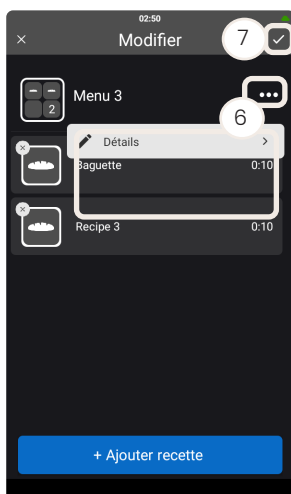 02:50
× Modifier 7
Menu 3
2
6
Détails
Baguette 0:10
Recipe 3 0:10
+ Ajouter recette